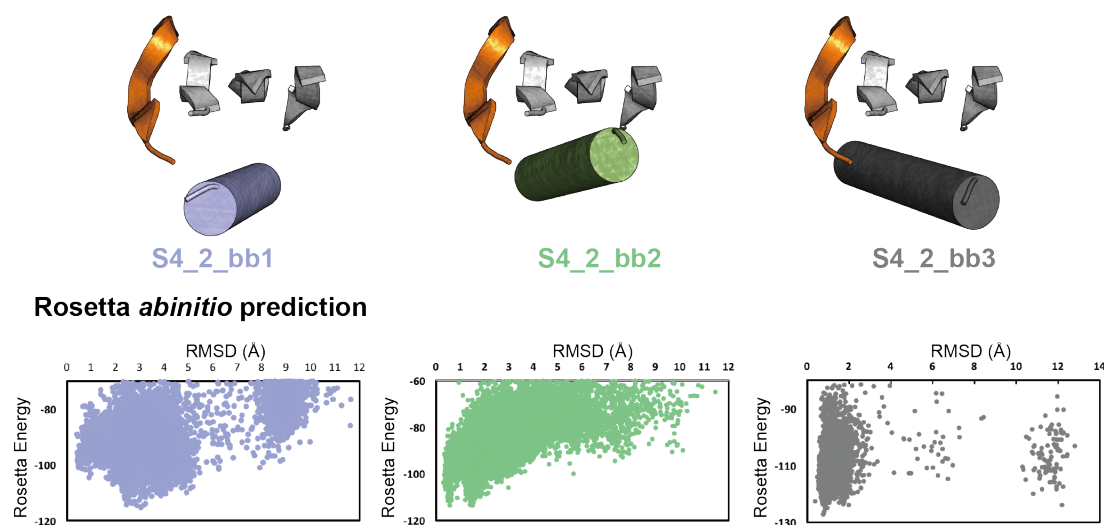 S4_2_bb1 S4_2_bb2 S4_2_bb3
Rosetta abinitio prediction
RMSD (Å) RMSD (Å) RMSD (Å)
0 1 2 3 4 5 6 7 8 9 10 11 12
0 1 2 3 4 5 6 7 8 9 10 11 12
0 2 4 6 8 10 12 14
Rosetta Energy
-80
-100
-120
Rosetta Energy
-60
-80
-100
-120
Rosetta Energy
-90
-110
-130